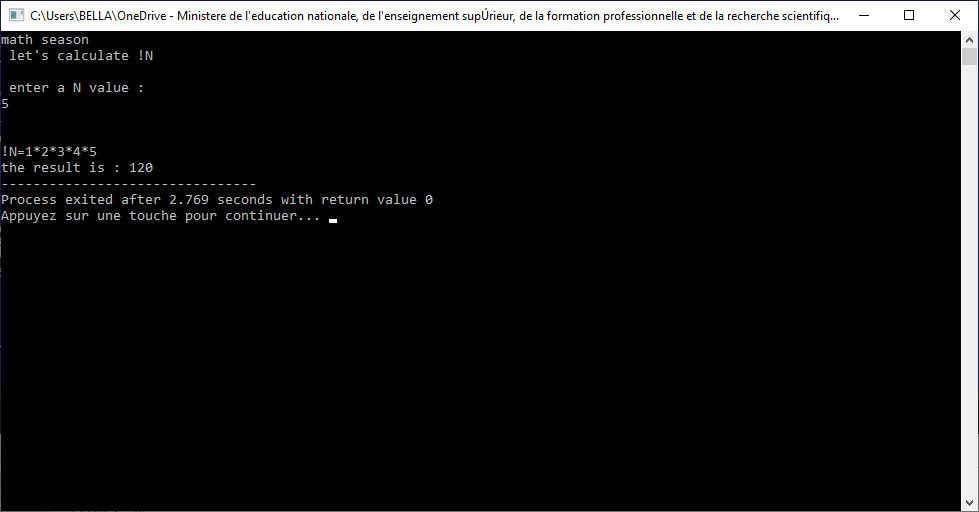 C:\Users\BELLA\OneDrive - Ministere de l'education nationale, de l'enseignement supÚrieur, de la formation professionnelle et de la recherche scientifiq...
math season
let's calculate !N
enter a N value :
5
!N=1*2*3*4*5
the result is : 120
--------------------------------
Process exited after 2.769 seconds with return value 0
Appuyez sur une touche pour continuer...